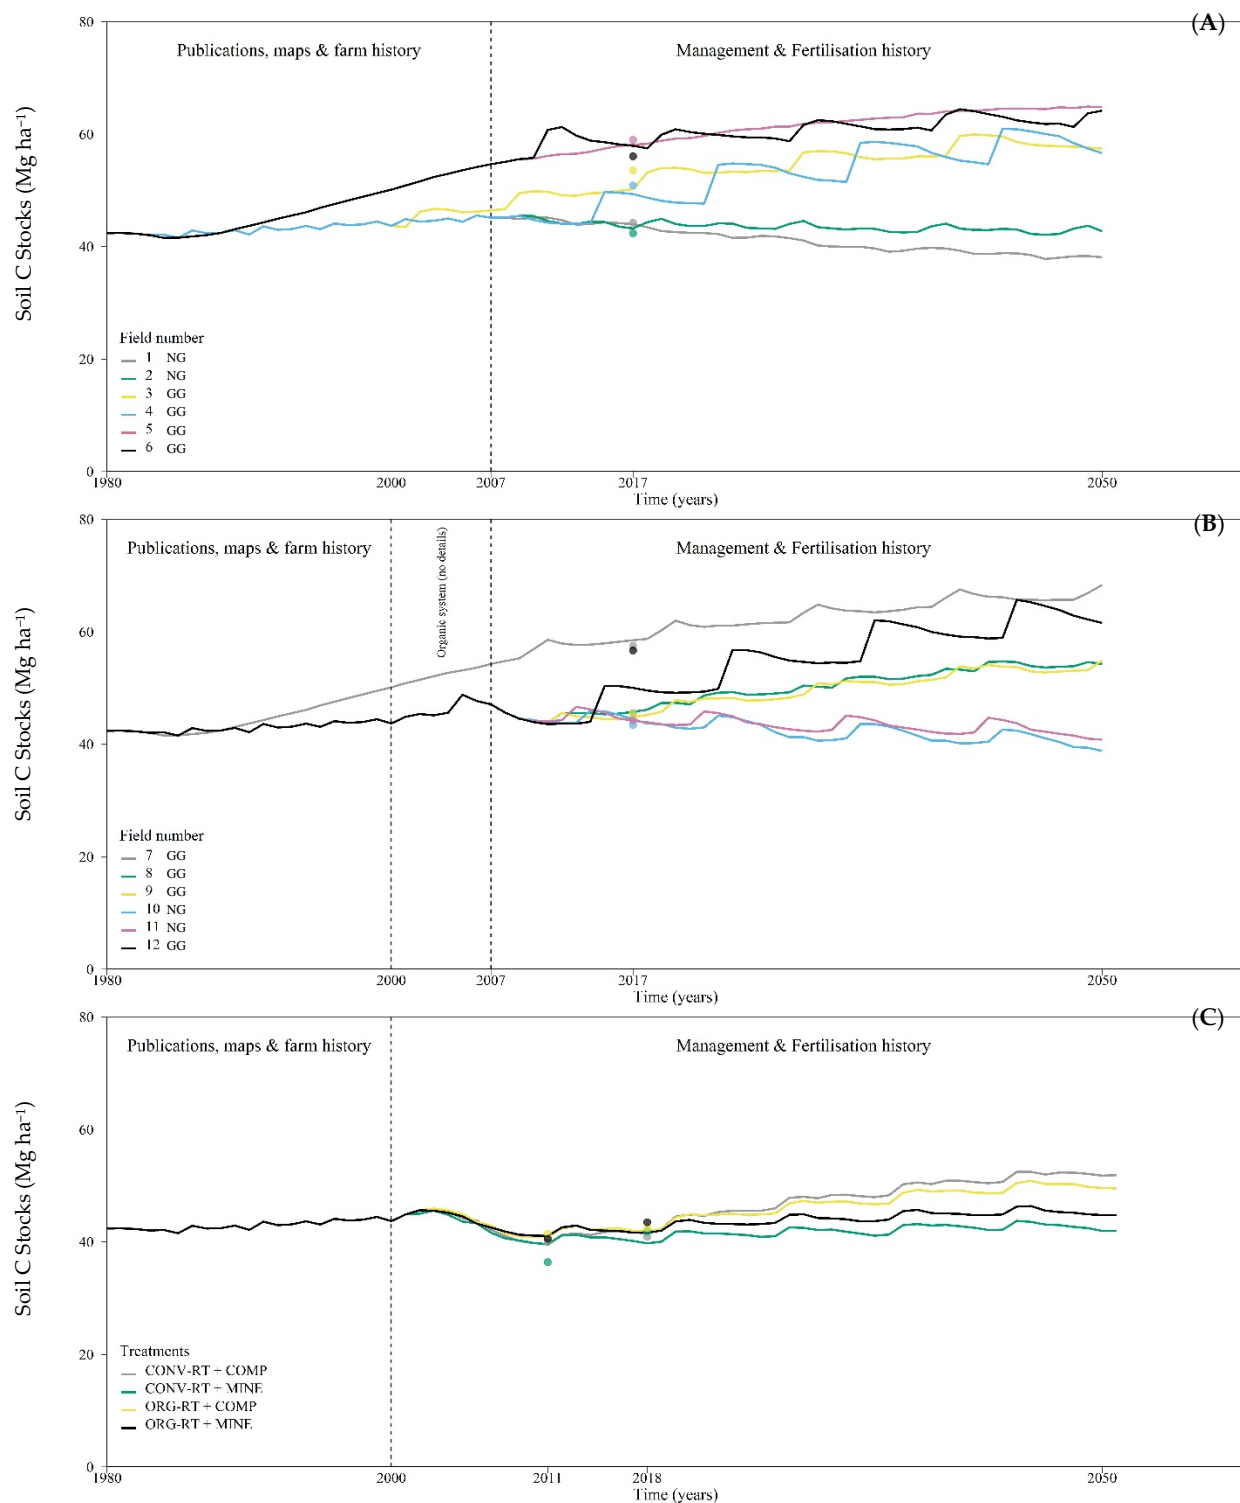 (A)
80
Publications, maps & farm history
Management & Fertilisation history
60
Soil C Stocks (Mg ha⁻¹)
40
Field number
1 NG
2 NG
3 GG
4 GG
5 GG
6 GG
20
0
1980
2000
2007
2017
2050
Time (years)
(B)
80
Publications, maps & farm history
Organic system (no details)
Management & Fertilisation history
60
Soil C Stocks (Mg ha⁻¹)
40
Field number
7 GG
8 GG
9 GG
10 NG
11 NG
12 GG
20
0
1980
2000
2007
2017
2050
Time (years)
(C)
80
Publications, maps & farm history
Management & Fertilisation history
60
Soil C Stocks (Mg ha⁻¹)
40
Treatments
CONV-RT + COMP
CONV-RT + MINE
ORG-RT + COMP
ORG-RT + MINE
20
0
1980
2000
2011
2018
2050
Time (years)